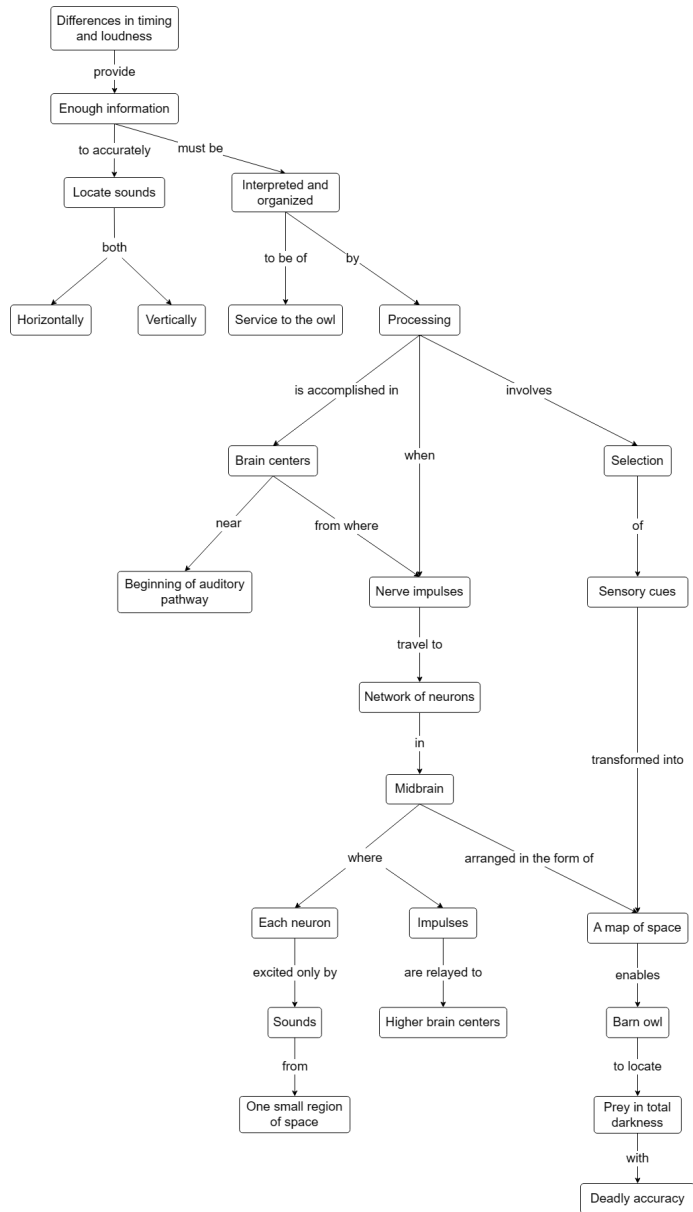 Differences in timing
and loudness
provide
Enough information
to accurately
must be
Locate sounds
Interpreted and
organized
both
to be of
by
Horizontally
Vertically
Service to the owl
Processing
is accomplished in
when
involves
Brain centers
Selection
near
from where
of
Beginning of auditory
pathway
Nerve impulses
Sensory cues
travel to
Network of neurons
in
transformed into
Midbrain
where
arranged in the form of
Each neuron
Impulses
A map of space
excited only by
are relayed to
enables
Sounds
Higher brain centers
Barn owl
from
to locate
One small region
of space
Prey in total
darkness
with
Deadly accuracy